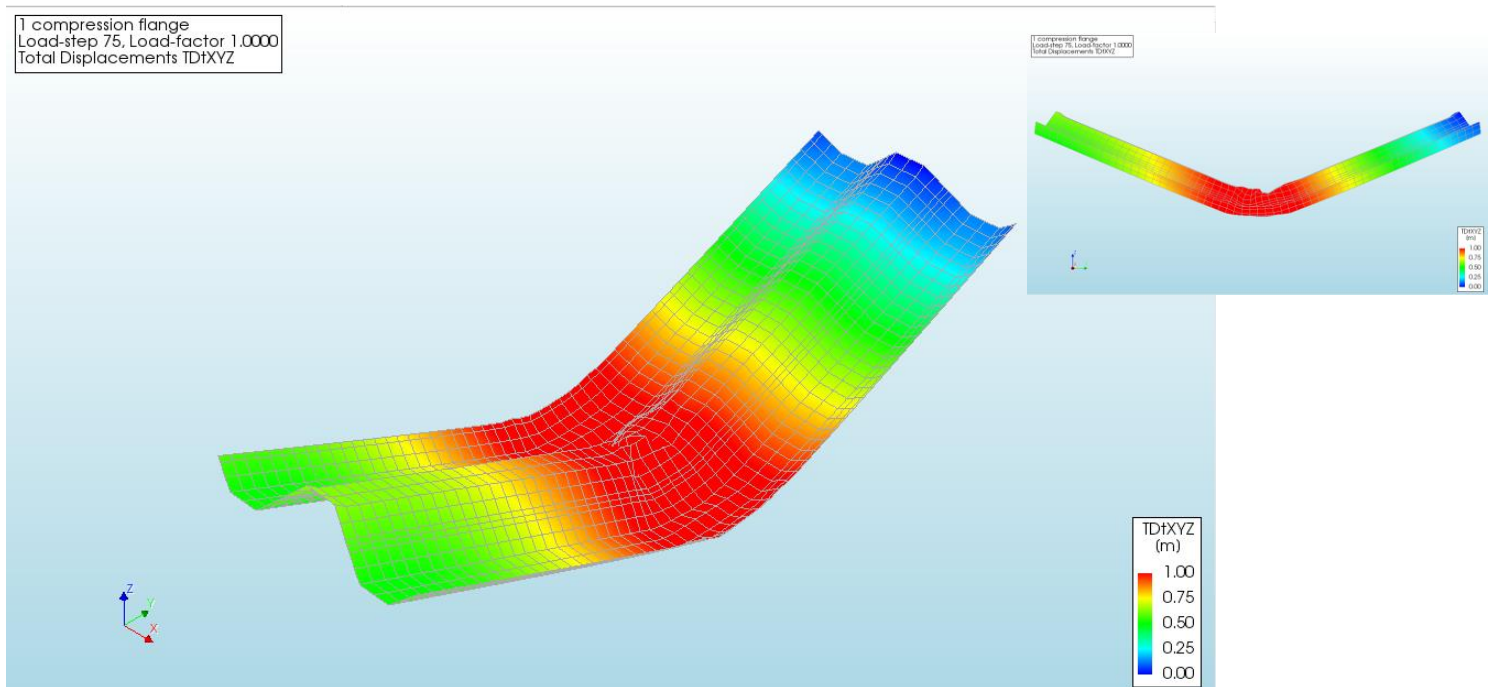 1 compression flange
Load-step 75, Load-factor 1.0000
Total Displacements TDtXYZ
1 compression flange
Load-step 75, Load-factor 1.0000
Total Displacements TDtXYZ
TDtXYZ
(m)
1.00
0.75
0.50
0.25
0.00
Z
Y
X
TDtXYZ
(m)
1.00
0.75
0.50
0.25
0.00